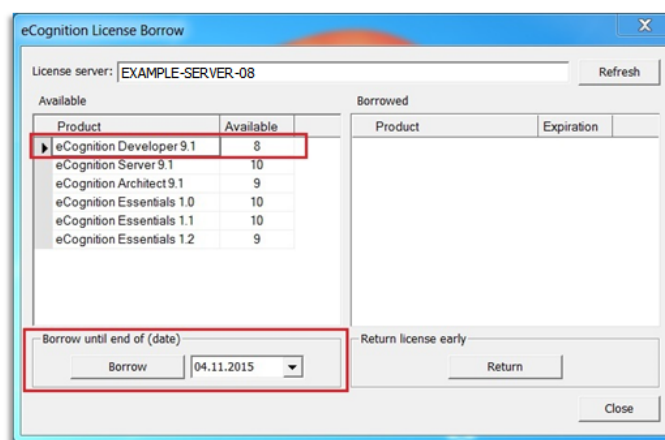 eCognition License Borrow
X
License server: EXAMPLE-SERVER-08 Refresh
Available Borrowed
Product Available Product Expiration
eCognition Developer 9.1 8
eCognition Server 9.1 10
eCognition Architect 9.1 9
eCognition Essentials 1.0 10
eCognition Essentials 1.1 10
eCognition Essentials 1.2 9
Borrow until end of (date) Return license early
Borrow 04.11.2015 Return
Close